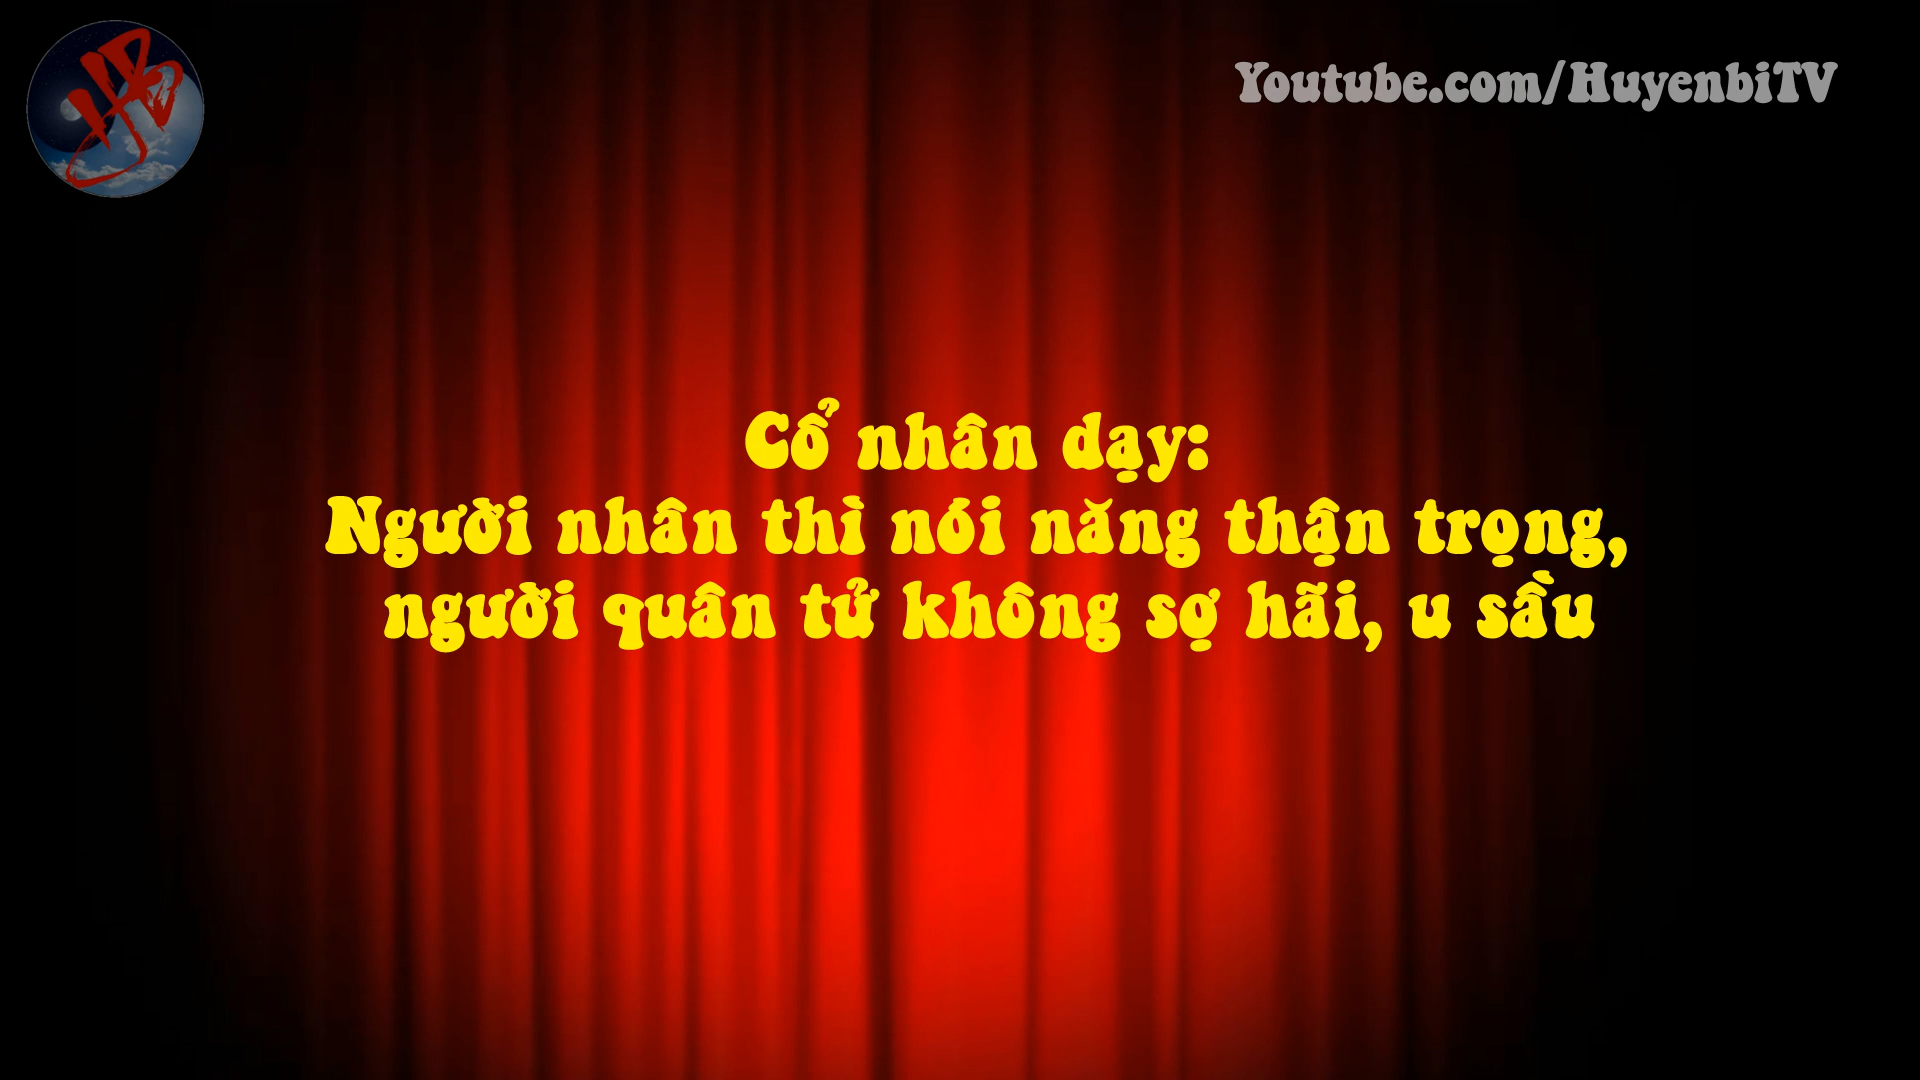 Youtube.com/HuyenbiTV
Cổ nhân dạy:
Người nhân thì nói năng thận trọng,
người quân tử không sợ hãi, u sầu